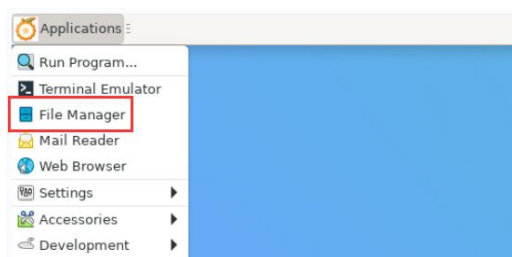 Applications
Run Program...
Terminal Emulator
File Manager
Mail Reader
Web Browser
Settings
Accessories
Development